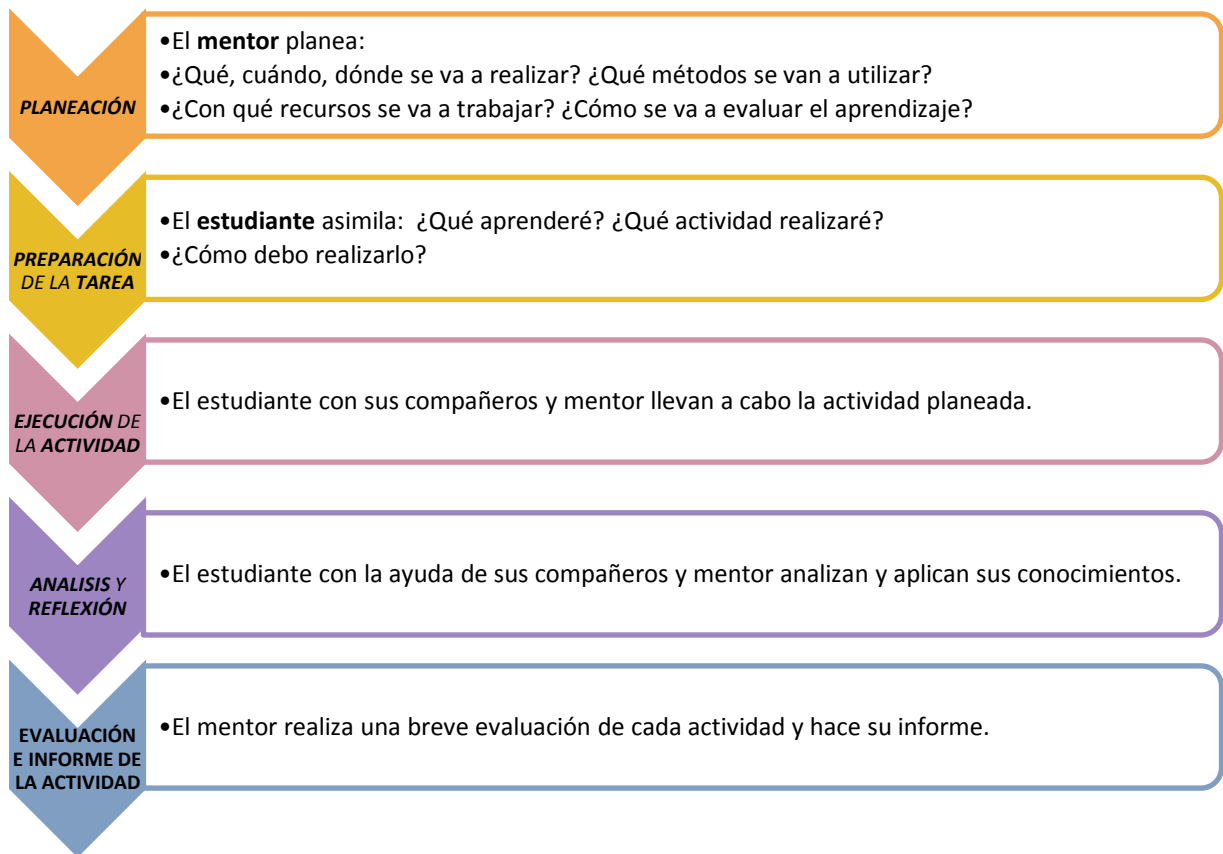 PLANEACIÓN
•El mentor planea:
•¿Qué, cuándo, dónde se va a realizar? ¿Qué métodos se van a utilizar?
•¿Con qué recursos se va a trabajar? ¿Cómo se va a evaluar el aprendizaje?
PREPARACIÓN
DE LA TAREA
•El estudiante asimila:  ¿Qué aprenderé? ¿Qué actividad realizaré?
•¿Cómo debo realizarlo?
EJECUCIÓN DE
LA ACTIVIDAD
•El estudiante con sus compañeros y mentor llevan a cabo la actividad planeada.
ANALISIS Y
REFLEXIÓN
•El estudiante con la ayuda de sus compañeros y mentor analizan y aplican sus conocimientos.
EVALUACIÓN
E INFORME DE
LA ACTIVIDAD
•El mentor realiza una breve evaluación de cada actividad y hace su informe.